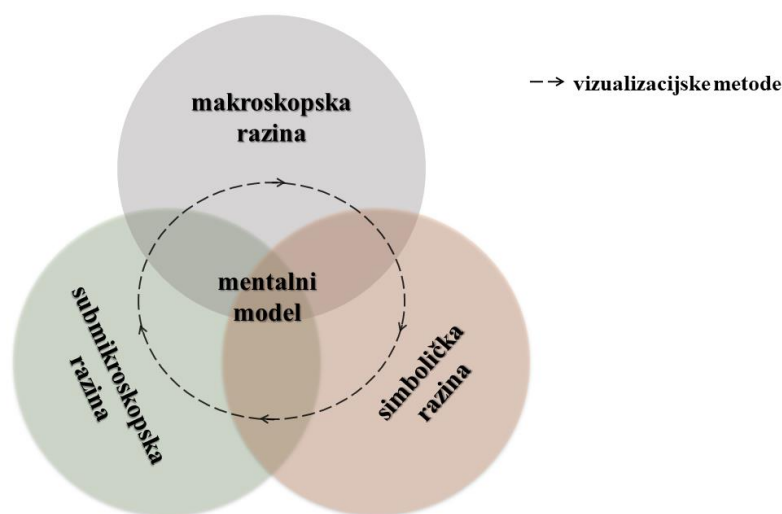 makroskopska
razina
vizualizacijske metode
mentalni
model
submikroskopska
razina
simbolička
razina